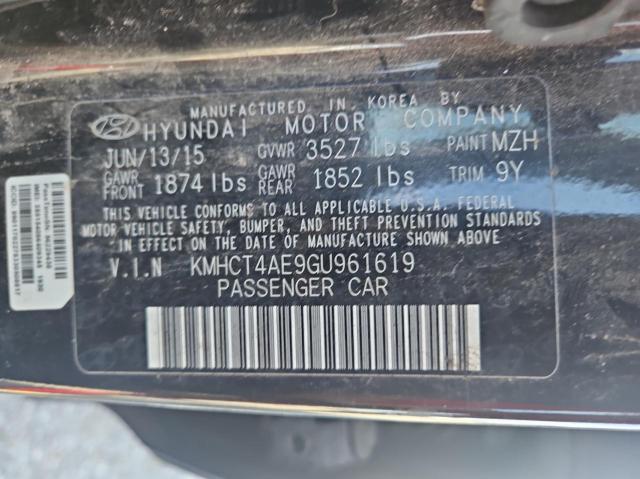 MANUFACTURED IN KOREA BY
HYUNDAI MOTOR COMPANY
JUN/13/15 GVWR 3527 lbs PAINT MZH
GAWR FRONT 1874 lbs GAWR REAR 1852 lbs TRIM 9Y
THIS VEHICLE CONFORMS TO ALL APPLICABLE U.S.A. FEDERAL
MOTOR VEHICLE SAFETY STANDARD BUMPER, AND THEFT PREVENTION
STANDARDS IN EFFECT ON THE DATE OF MANUFACTURE SHOWN ABOVE.
V.I.N KMHCT4AE9GU961619
PASSENGER CAR